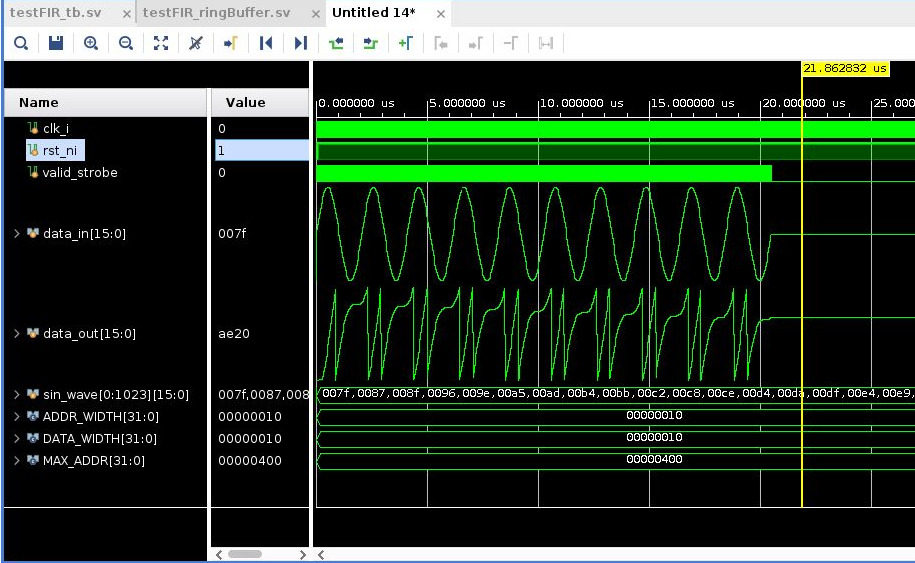 testFIR_tb.sv × testFIR_ringBuffer.sv × Untitled 14* ×
21.862832 us
Name Value
0.000000 us 5.000000 us 10.000000 us 15.000000 us 20.000000 us 25.000
clk_i 0
rst_ni 1
valid_strobe 0
data_in[15:0] 007f
data_out[15:0] ae20
sin_wave[0:1023][15:0] 007f,0087,008 007f,0087,008f,0096,009e,00a5,00ad,00b4,00bb,00c2,00c8,00ce,00d4,00da,00df,00e4,00e9,
ADDR_WIDTH[31:0] 00000010 00000010
DATA_WIDTH[31:0] 00000010 00000010
MAX_ADDR[31:0] 00000400 00000400